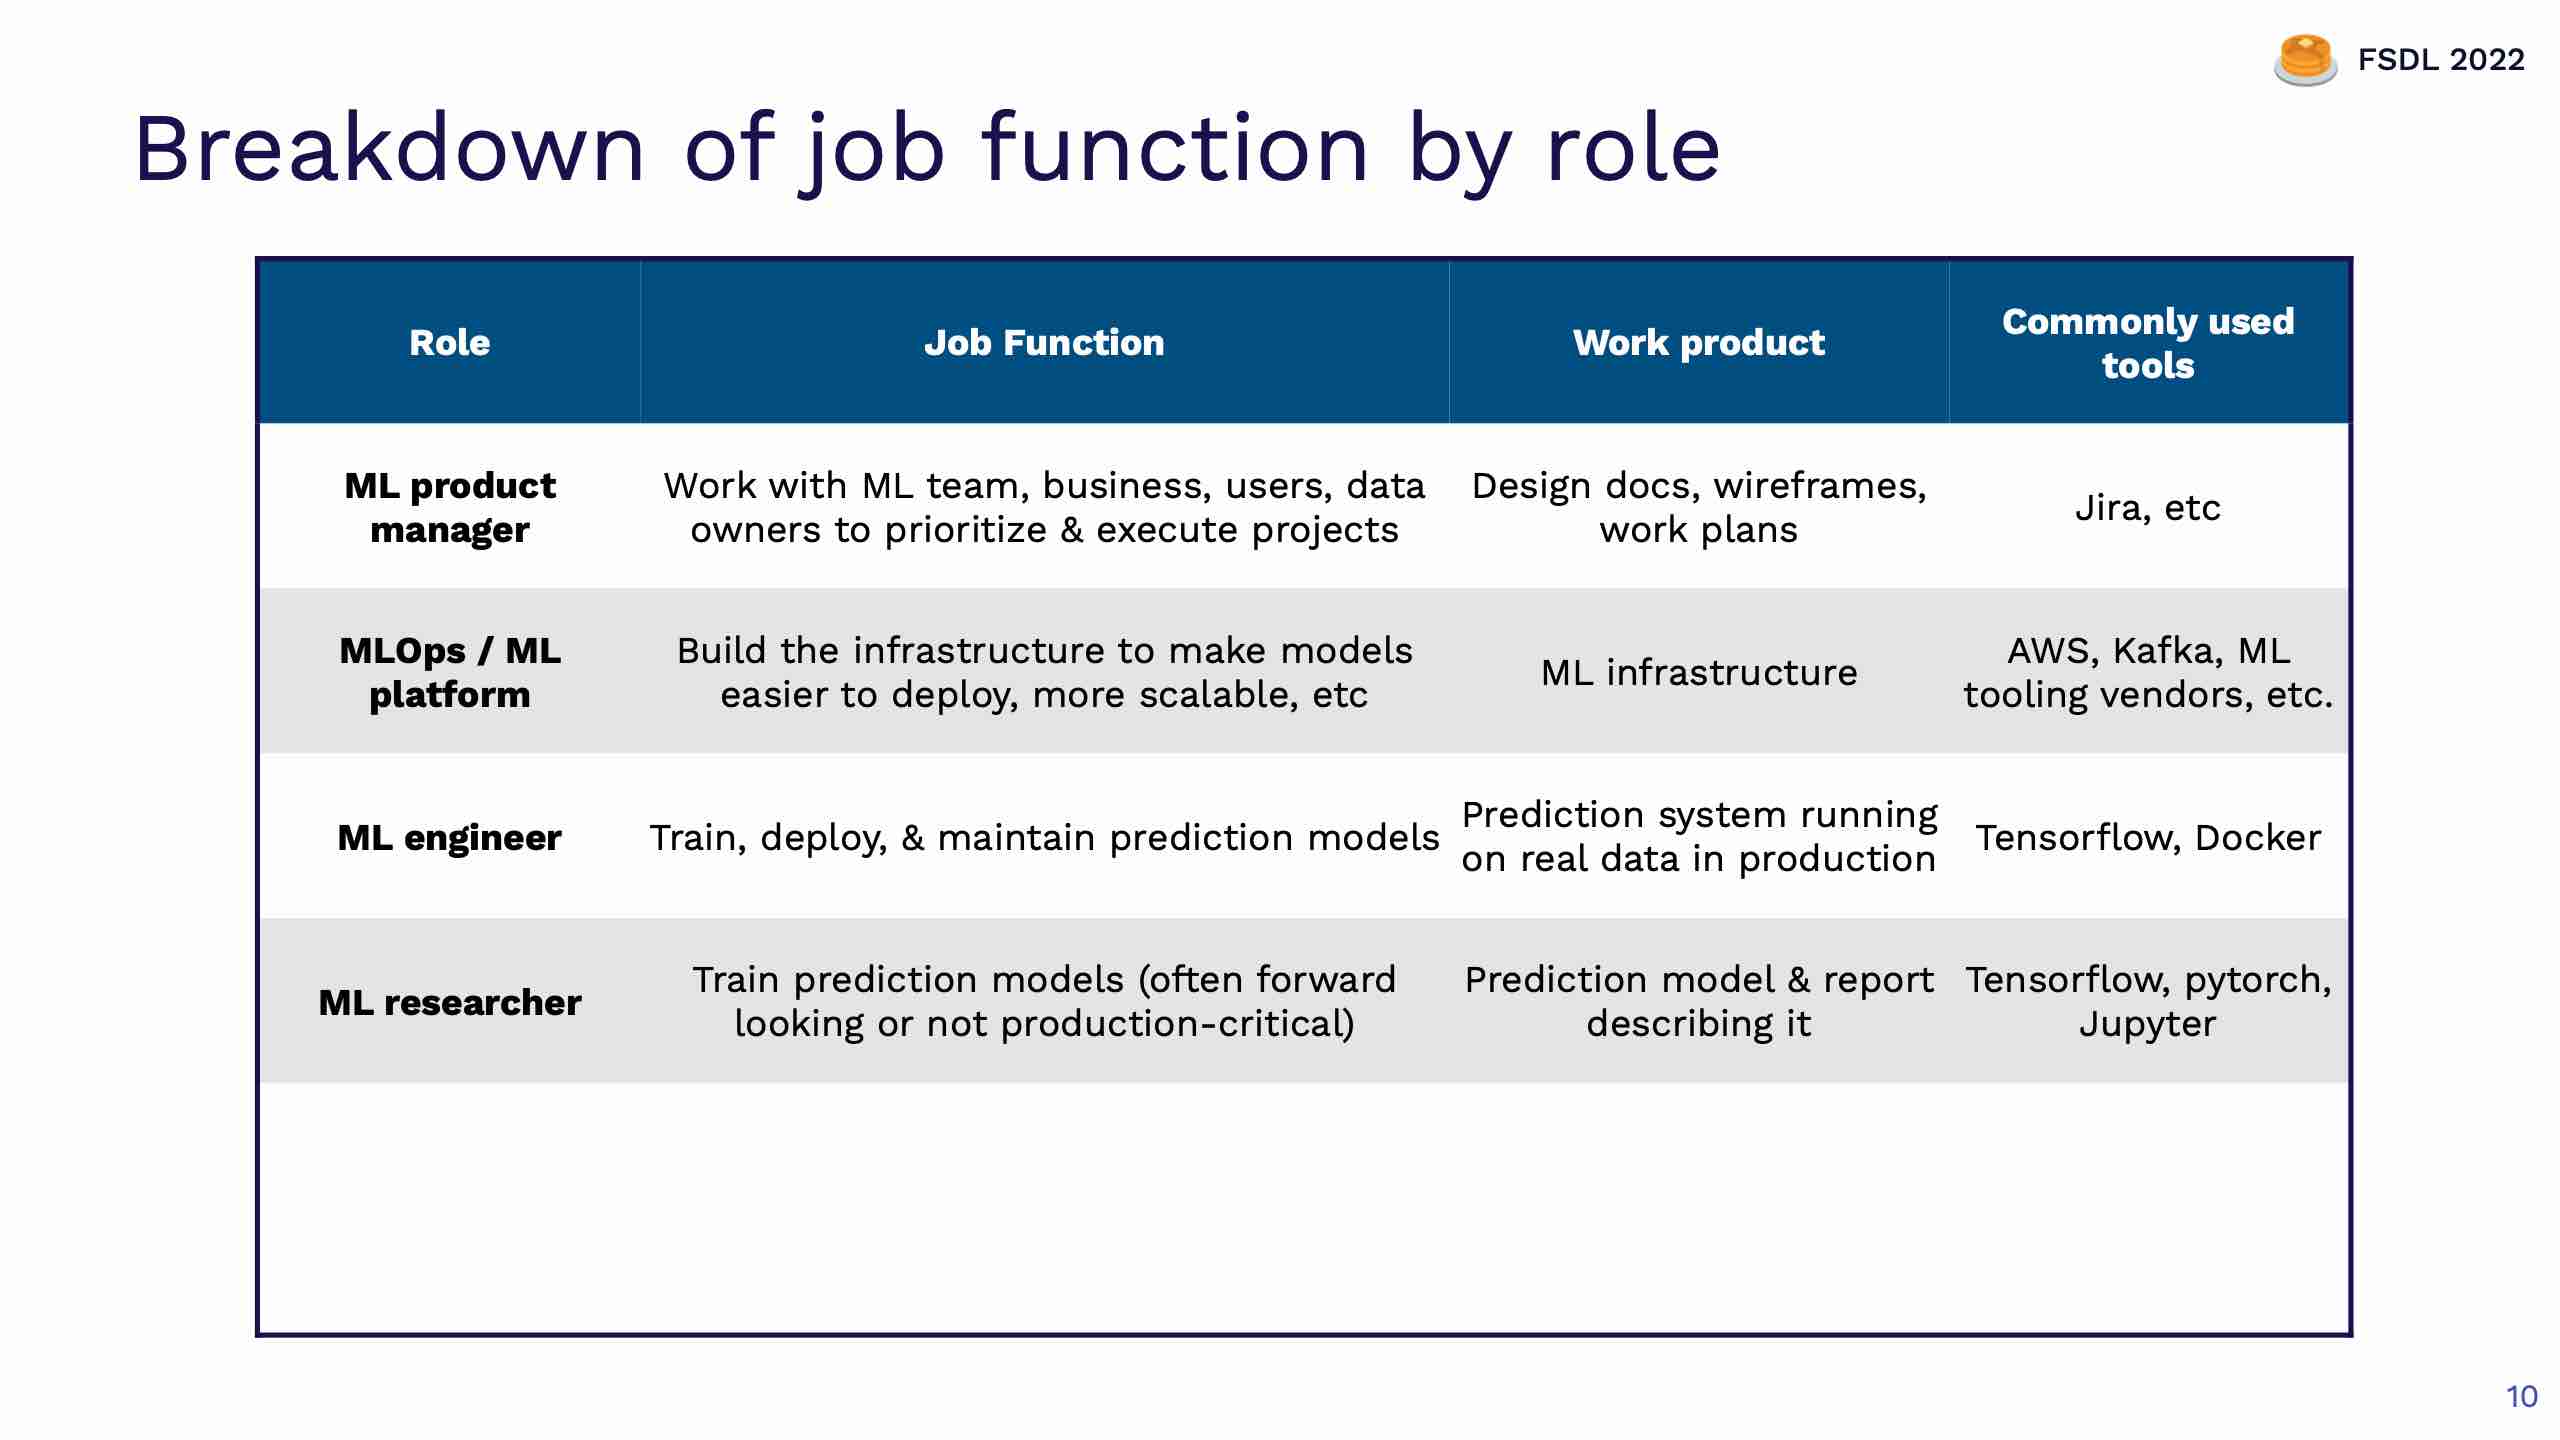 FSDL 2022
Breakdown of job function by role
Role
Job Function
Work product
Commonly used
tools
ML product
manager
Work with ML team, business, users, data
owners to prioritize & execute projects
Design docs, wireframes,
work plans
Jira, etc
MLOps / ML
platform
Build the infrastructure to make models
easier to deploy, more scalable, etc
ML infrastructure
AWS, Kafka, ML
tooling vendors, etc.
ML engineer
Train, deploy, & maintain prediction models
Prediction system running
on real data in production
Tensorflow, Docker
ML researcher
Train prediction models (often forward
looking or not production-critical)
Prediction model & report
describing it
Tensorflow, pytorch,
Jupyter
10